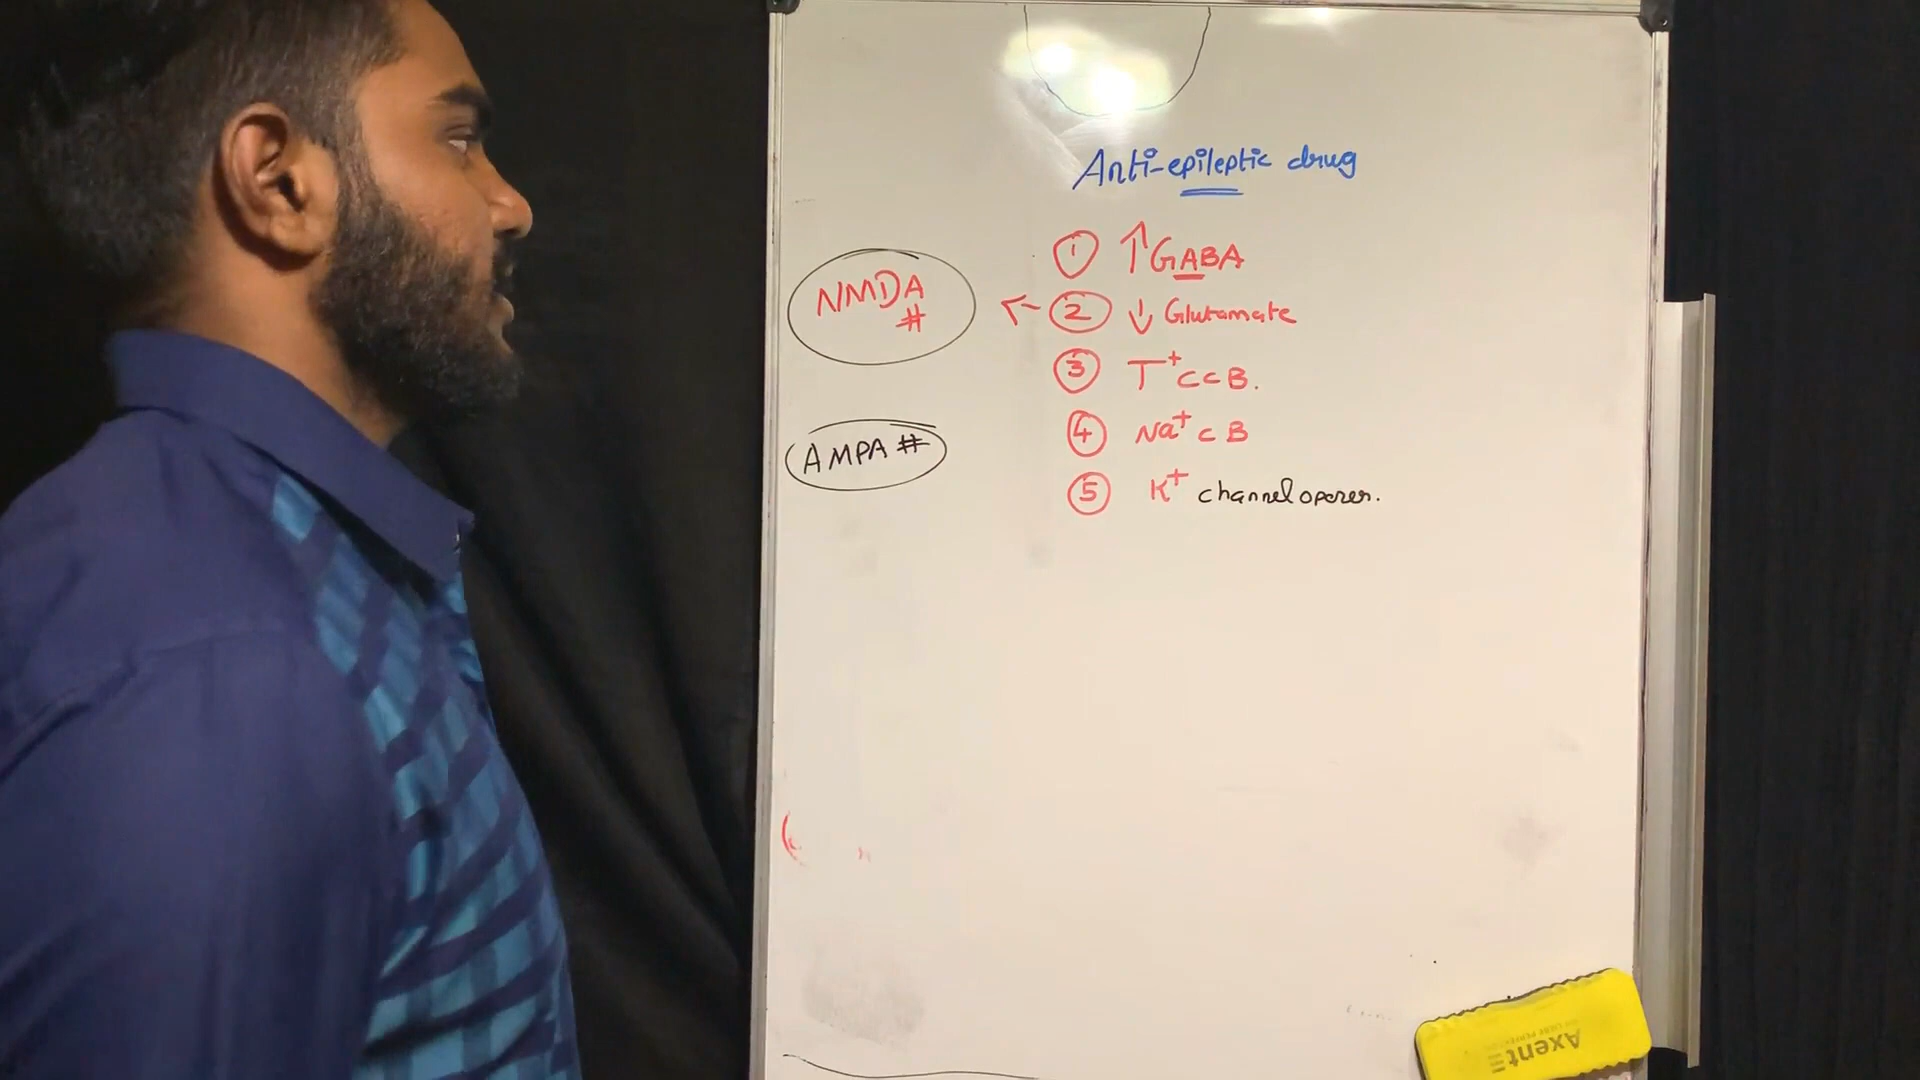 Anti-epileptic drug
① ↑GABA
② ↓ Glutamate
③ T⁺CCB.
④ Na⁺CB
⑤ K⁺ channel opener.
NMDA
#
AMPA #
Axent